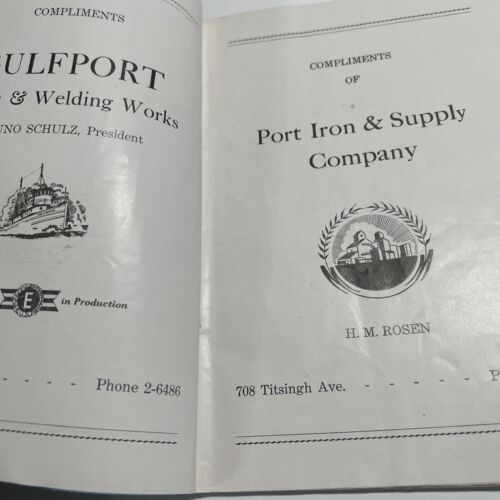 COMPLIMENTS
ULFPORT
& Welding Works
NO SCHULZ, President
E in Production
- - - - Phone 2-6486
COMPLIMENTS
OF
Port Iron & Supply
Company
H. M. ROSEN
708 Titsingh Ave. - - - - - P